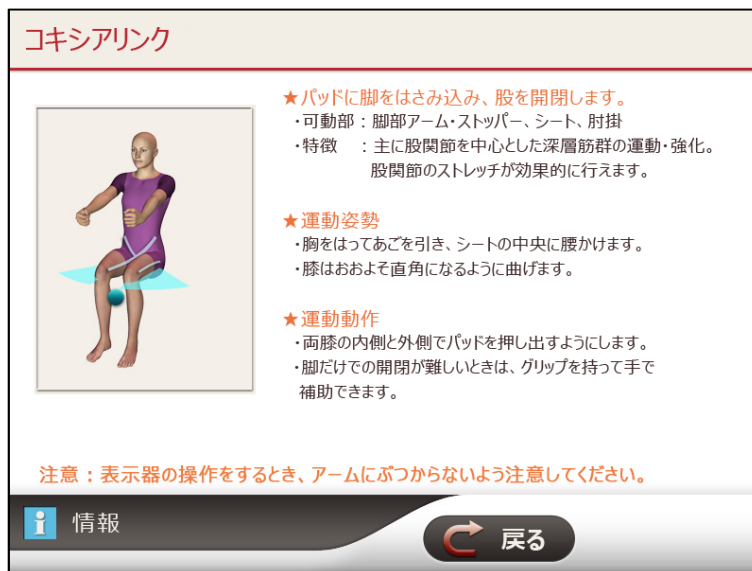 コキシアリンク
★パッドに脚をはさみ込み、股を開閉します。
・可動部：脚部アーム・ストッパー、シート、肘掛
・特徴　：主に股関節を中心とした深層筋群の運動・強化。
股関節のストレッチが効果的に行えます。
★運動姿勢
・胸をはってあごを引き、シートの中央に腰かけます。
・膝はおおよそ直角になるように曲げます。
★運動動作
・両膝の内側と外側でパッドを押し出すようにします。
・脚だけでの開閉が難しいときは、グリップを持って手で
補助できます。
注意：表示器の操作をするとき、アームにぶつからないよう注意してください。
i 情報
戻る